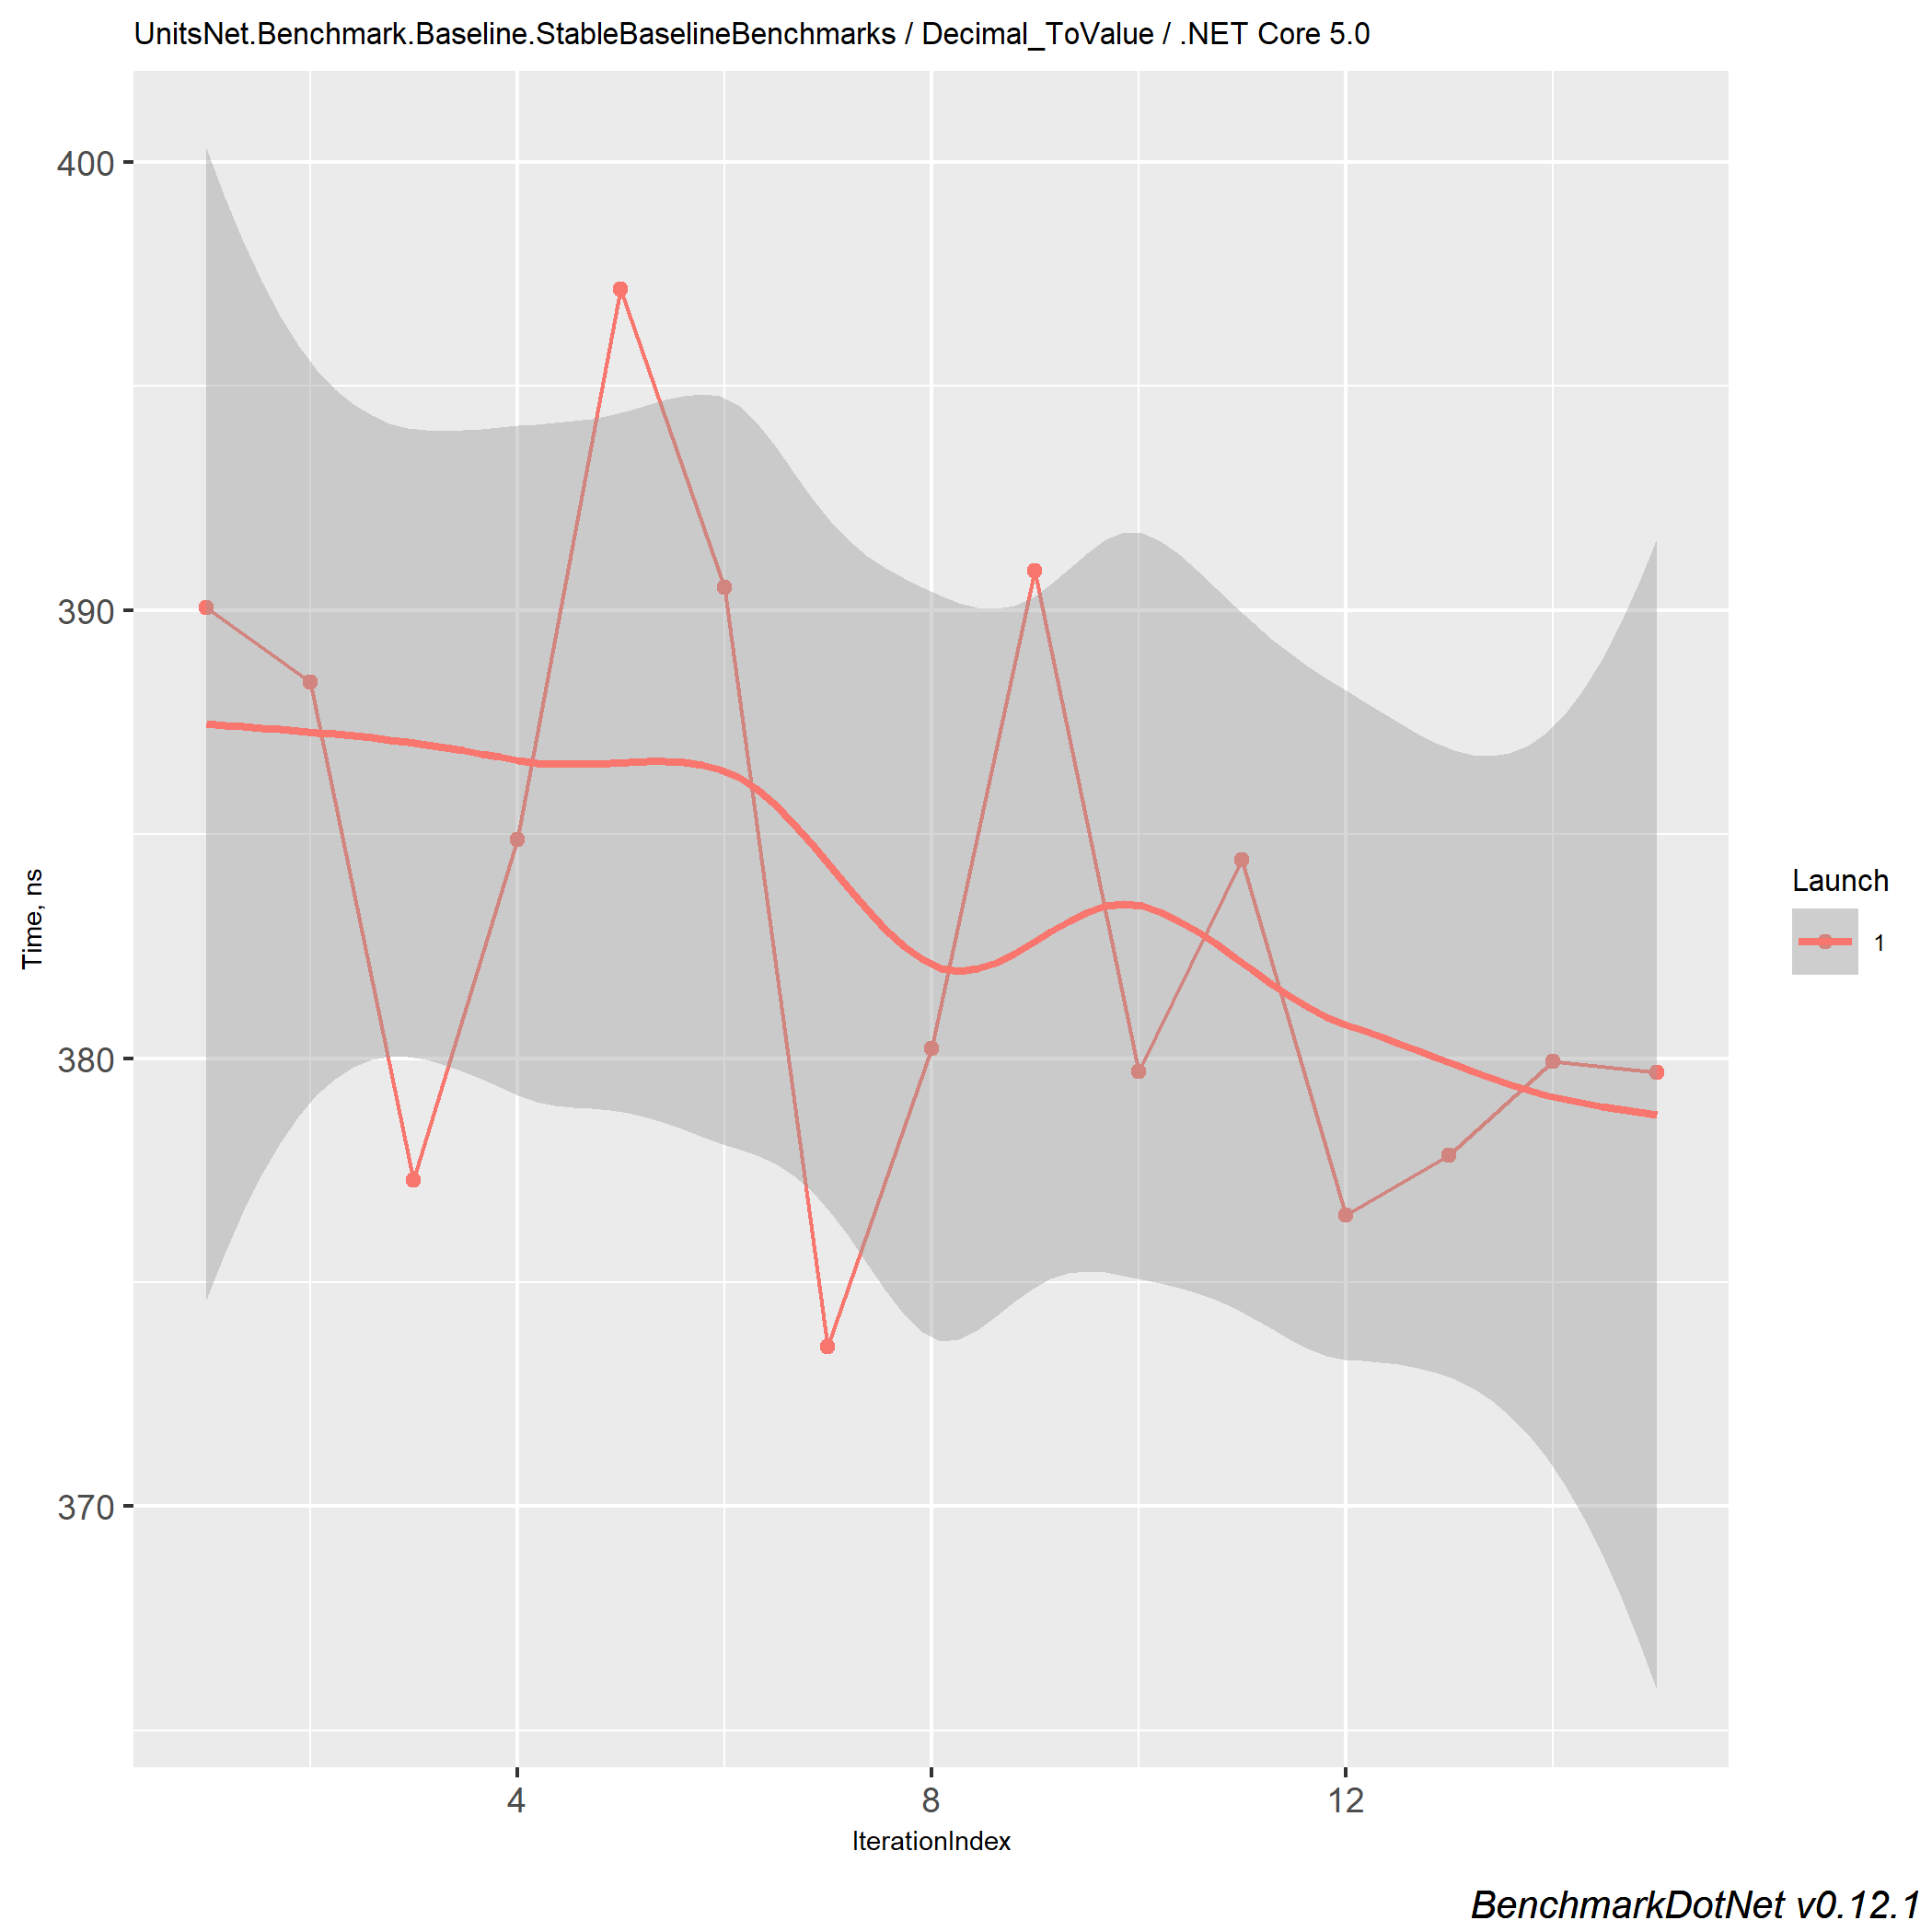 UnitsNet.Benchmark.Baseline.StableBaselineBenchmarks / Decimal_ToValue / .NET Core 5.0
400
390
380
370
Time, ns
4
8
12
IterationIndex
Launch
1
BenchmarkDotNet v0.12.1